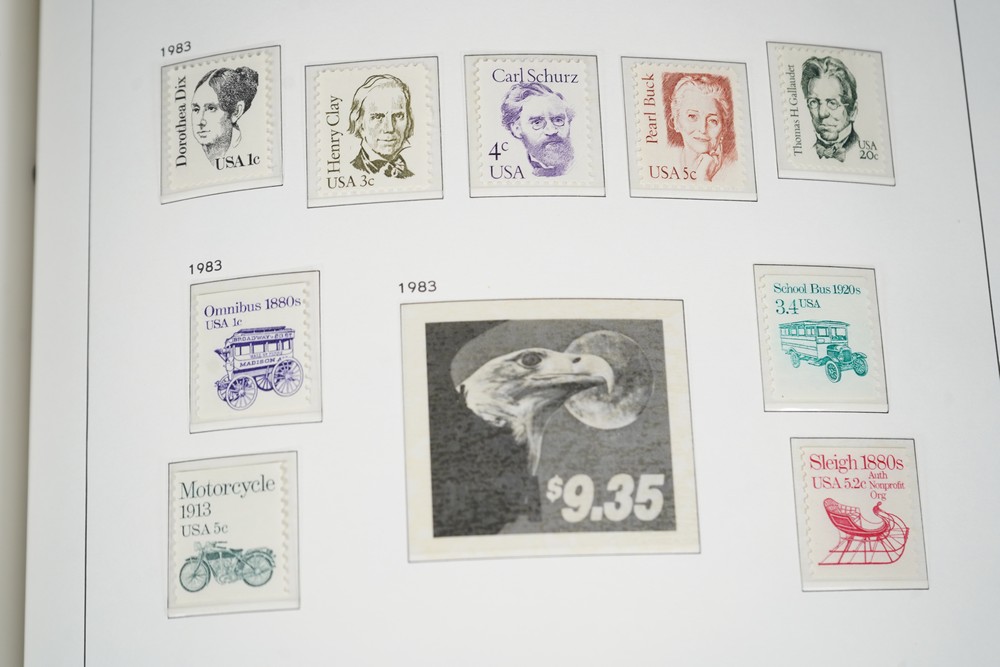 1983
Dorothea Dix
USA 1c
Henry Clay
USA 3c
Carl Schurz
4c
USA
Pearl Buck
USA 5c
Thomas H. Gallaudet
USA
20c
1983
Omnibus 1880s
USA 1c
MADISON
1983
$9.35
School Bus 1920s
3.4 USA
Motorcycle
1913
USA 5c
Sleigh 1880s
USA 5.2c
Auth
Nonprofit
Org